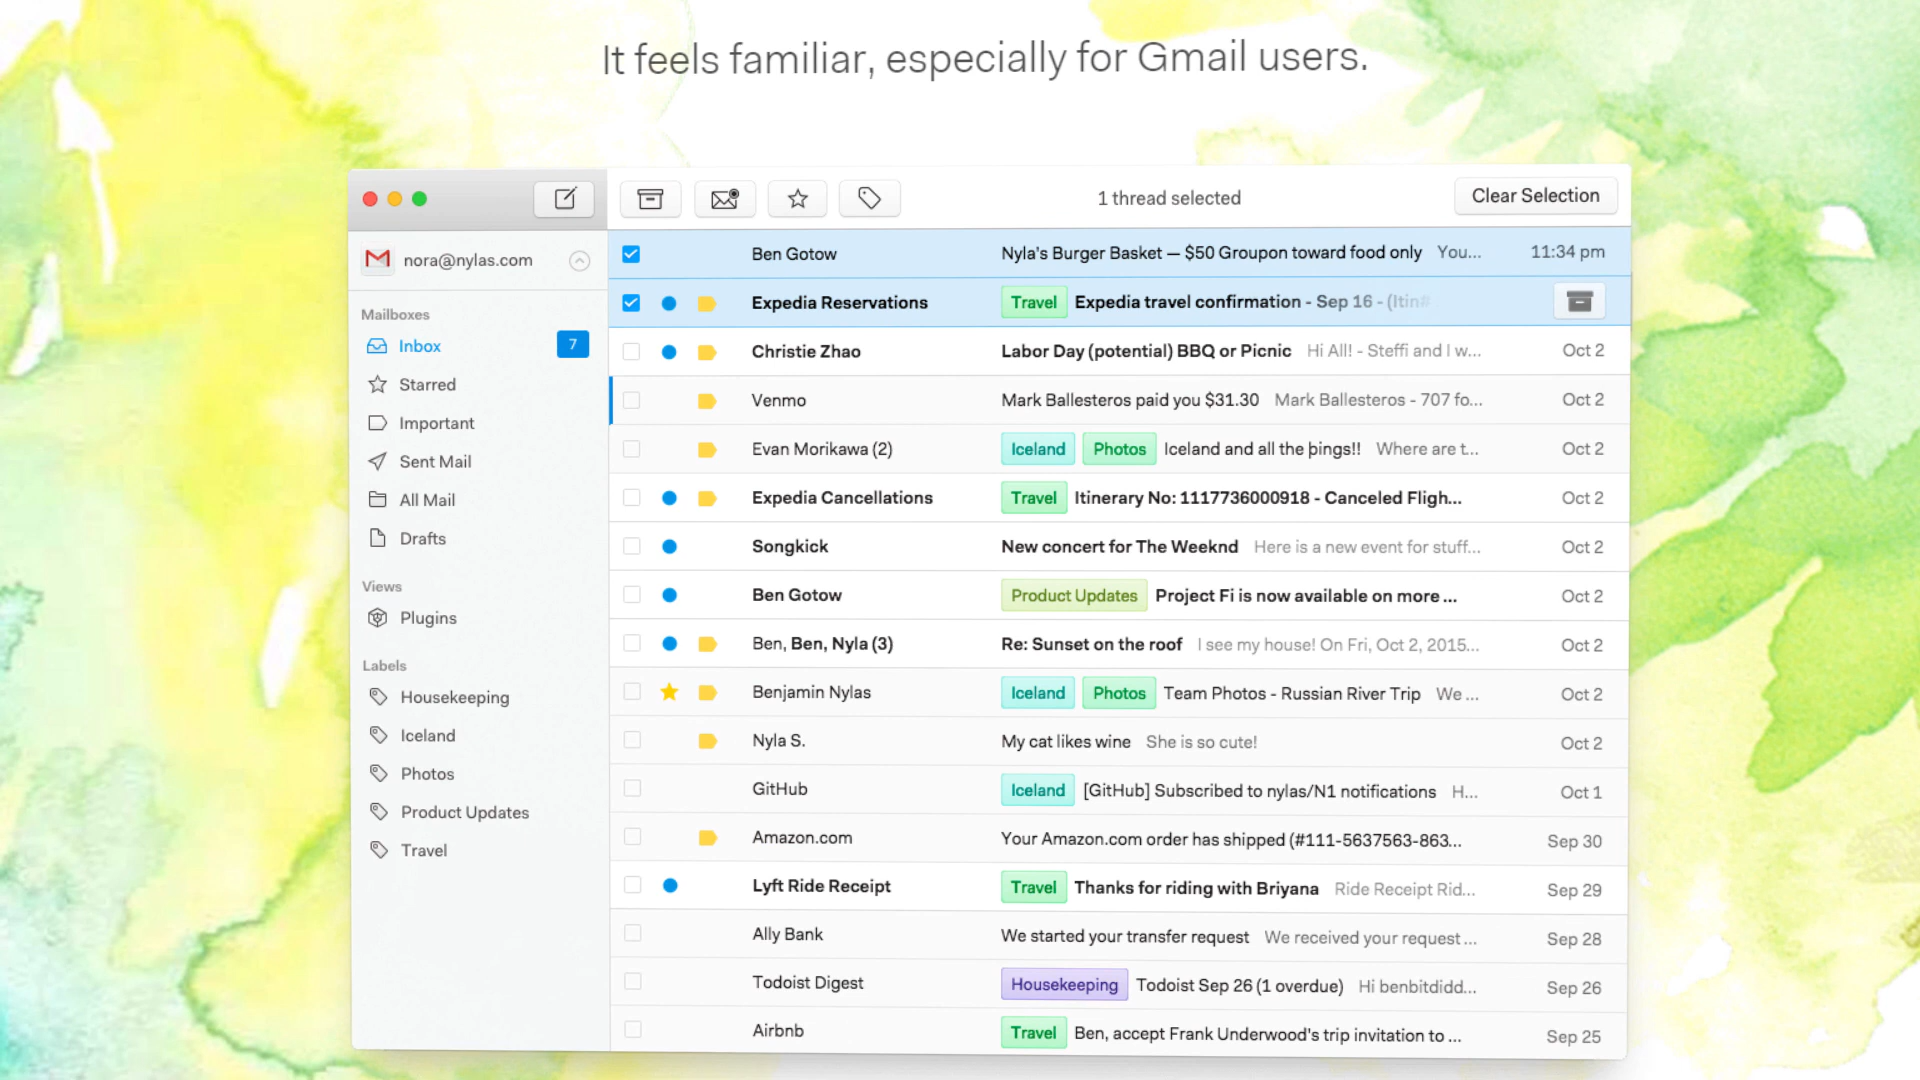 It feels familiar, especially for Gmail users.
1 thread selected
Clear Selection
nora@nylas.com
Mailboxes
Inbox 7
Starred
Important
Sent Mail
All Mail
Drafts
Views
Plugins
Labels
Housekeeping
Iceland
Photos
Product Updates
Travel
Ben Gotow Nyla's Burger Basket — $50 Groupon toward food only You... 11:34 pm
Expedia Reservations Travel Expedia travel confirmation - Sep 16 - (Itin#
Christie Zhao Labor Day (potential) BBQ or Picnic Hi All! - Steffi and I w... Oct 2
Venmo Mark Ballesteros paid you $31.30 Mark Ballesteros - 707 fo... Oct 2
Evan Morikawa (2) Iceland Photos Iceland and all the þings!! Where are t... Oct 2
Expedia Cancellations Travel Itinerary No: 1117736000918 - Canceled Fligh... Oct 2
Songkick New concert for The Weeknd Here is a new event for stuff... Oct 2
Ben Gotow Product Updates Project Fi is now available on more ... Oct 2
Ben, Ben, Nyla (3) Re: Sunset on the roof I see my house! On Fri, Oct 2, 2015... Oct 2
Benjamin Nylas Iceland Photos Team Photos - Russian River Trip We ... Oct 2
Nyla S. My cat likes wine She is so cute! Oct 2
GitHub Iceland [GitHub] Subscribed to nylas/N1 notifications H... Oct 1
Amazon.com Your Amazon.com order has shipped (#111-5637563-863... Sep 30
Lyft Ride Receipt Travel Thanks for riding with Briyana Ride Receipt Rid... Sep 29
Ally Bank We started your transfer request We received your request ... Sep 28
Todoist Digest Housekeeping Todoist Sep 26 (1 overdue) Hi benbitdidd... Sep 26
Airbnb Travel Ben, accept Frank Underwood's trip invitation to ... Sep 25